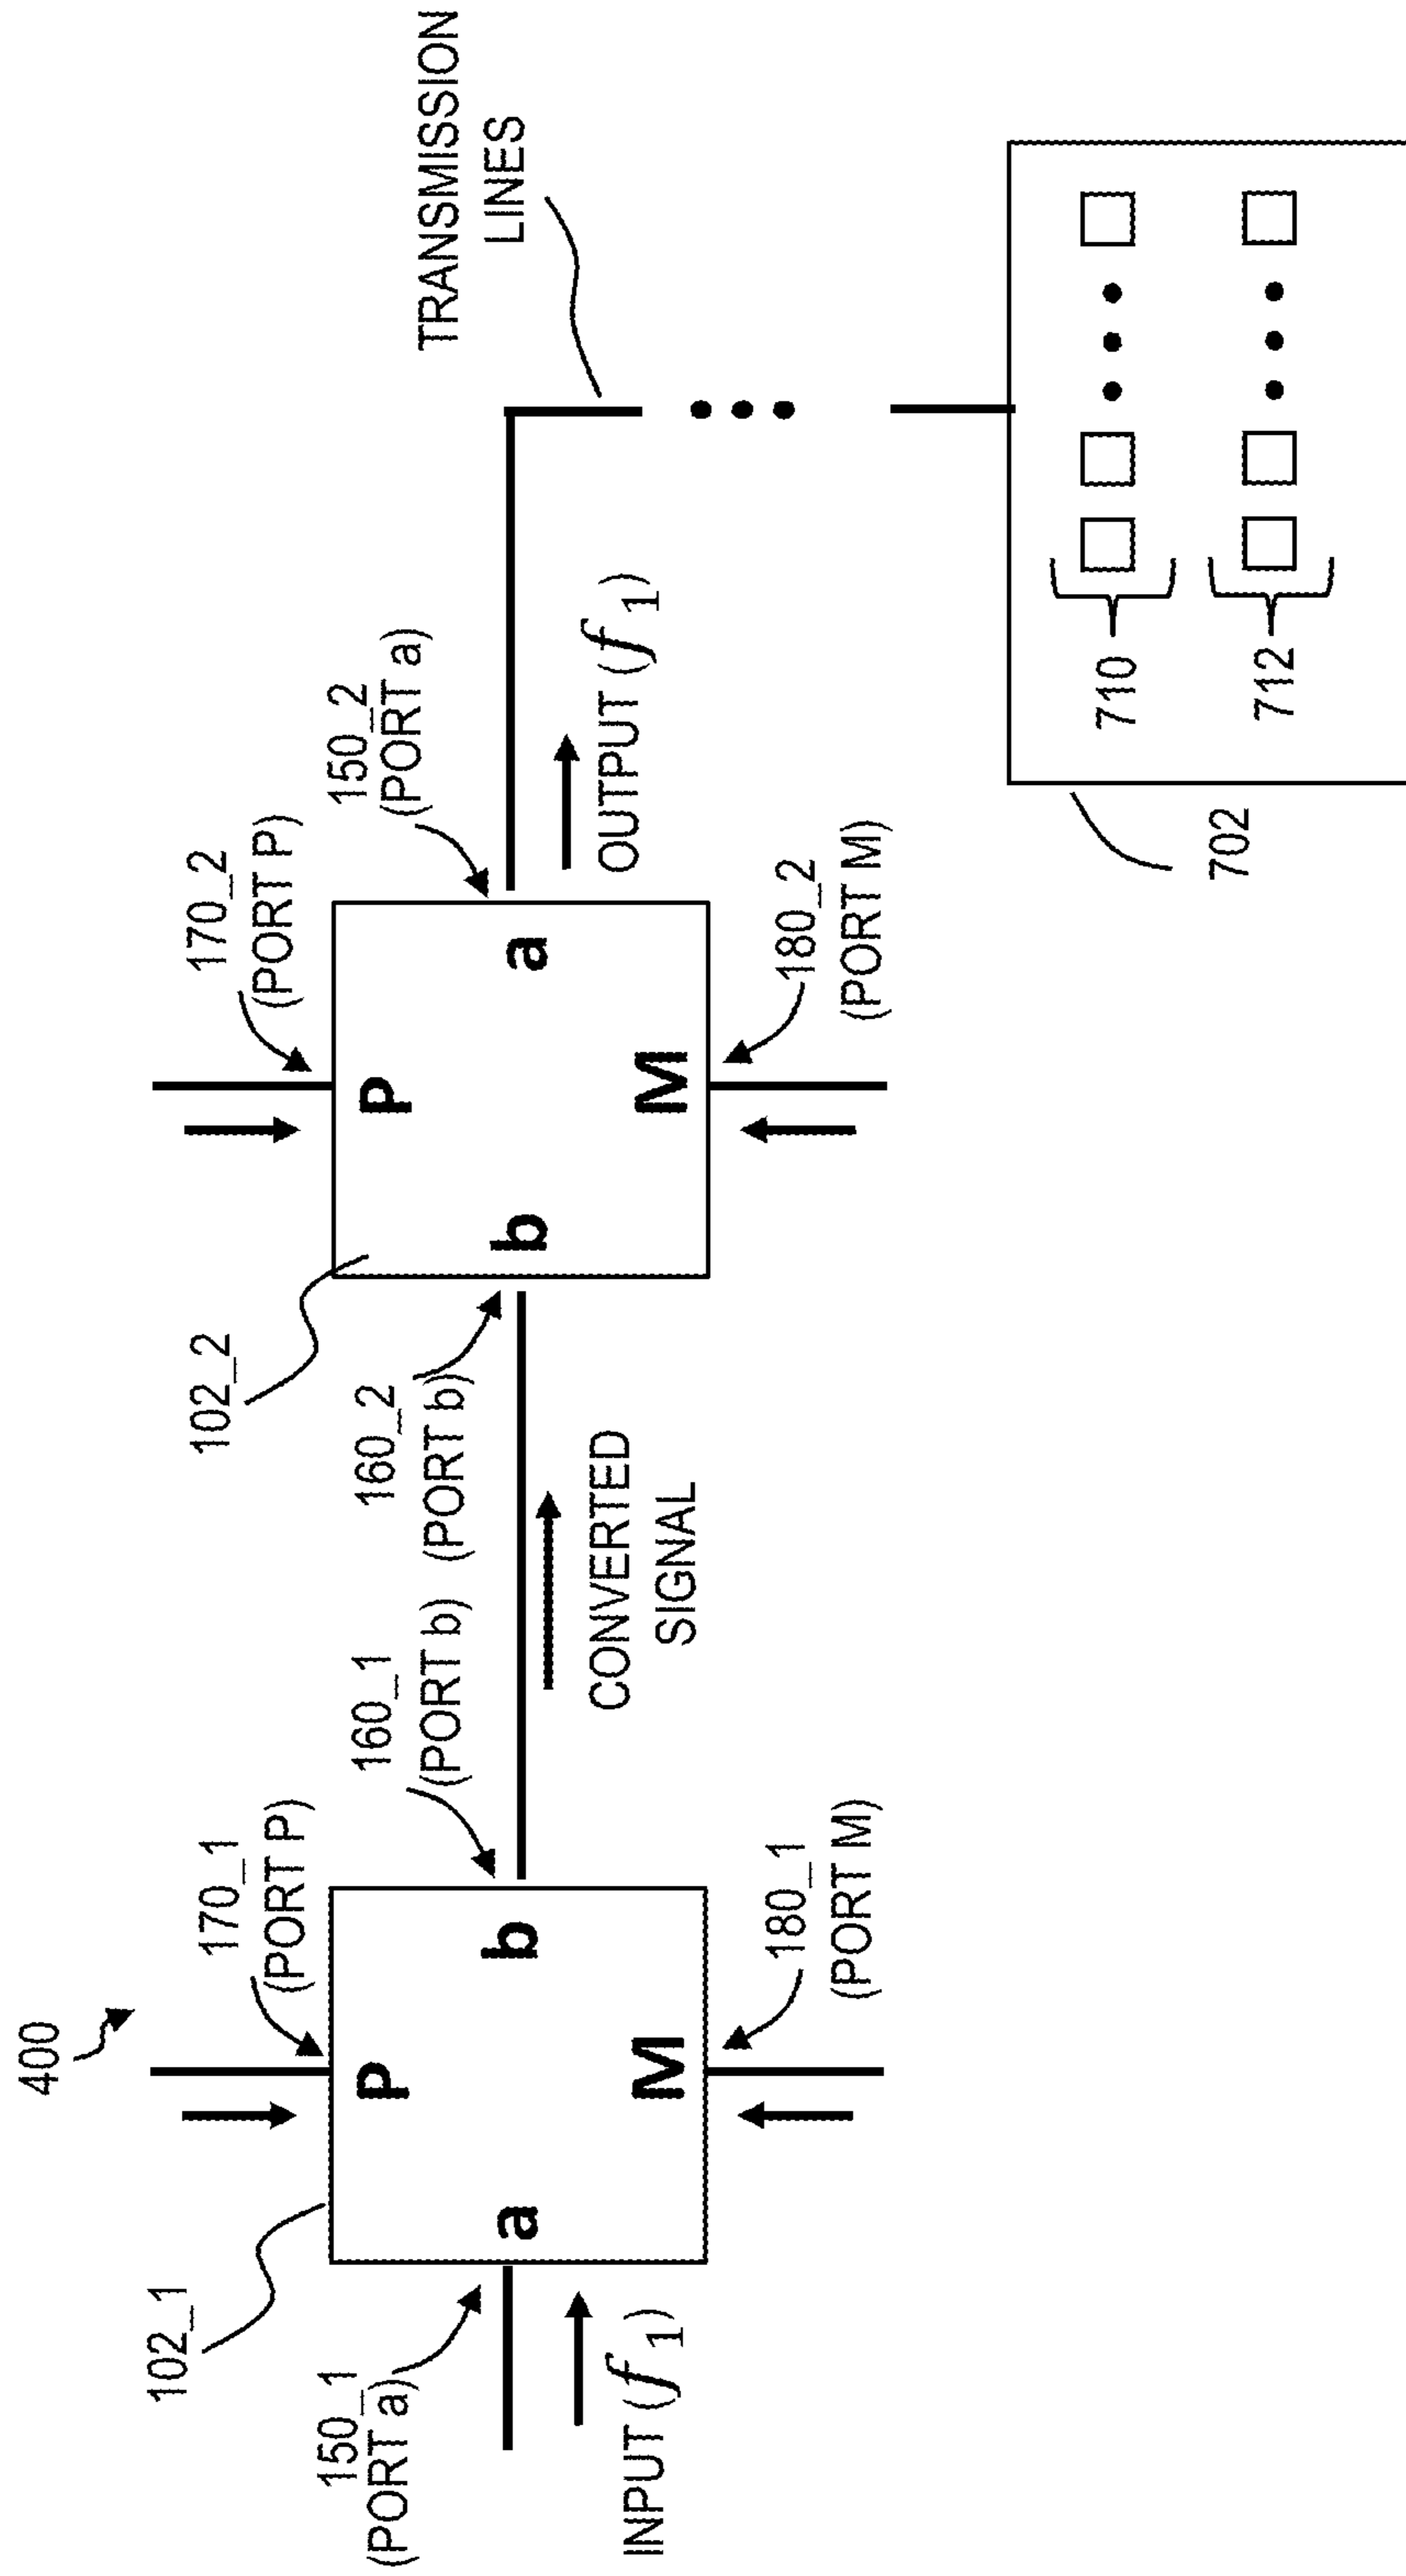 400
102_1
150_1
(PORT a)
INPUT (f1)
a
P
b
M
170_1
(PORT P)
180_1
(PORT M)
160_1
(PORT b)
CONVERTED
SIGNAL
160_2
(PORT b)
102_2
b
P
a
M
170_2
(PORT P)
180_2
(PORT M)
150_2
(PORT a)
OUTPUT (f1)
TRANSMISSION
LINES
702
710
712